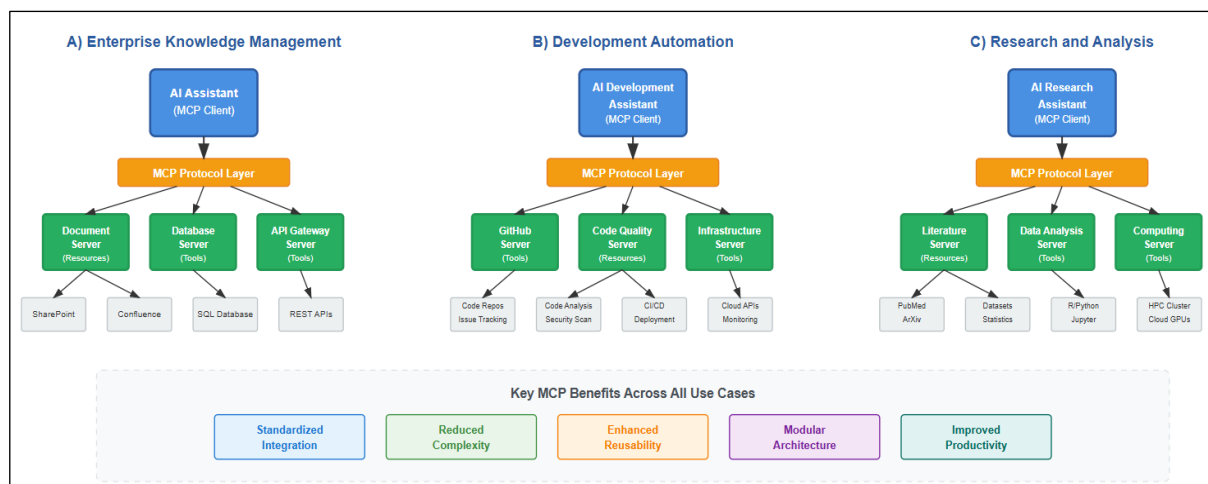 A) Enterprise Knowledge Management
AI Assistant
(MCP Client)
MCP Protocol Layer
Document
Server
(Resources)
Database
Server
(Tools)
API Gateway
Server
(Tools)
SharePoint
Confluence
SQL Database
REST APIs
B) Development Automation
AI Development
Assistant
(MCP Client)
MCP Protocol Layer
GitHub
Server
(Tools)
Code Quality
Server
(Resources)
Infrastructure
Server
(Tools)
Code Repos
Issue Tracking
Code Analysis
Security Scan
CI/CD
Deployment
Cloud APIs
Monitoring
C) Research and Analysis
AI Research
Assistant
(MCP Client)
MCP Protocol Layer
Literature
Server
(Resources)
Data Analysis
Server
(Tools)
Computing
Server
(Tools)
PubMed
ArXiv
Datasets
Statistics
R/Python
Jupyter
HPC Cluster
Cloud GPUs
Key MCP Benefits Across All Use Cases
Standardized
Integration
Reduced
Complexity
Enhanced
Reusability
Modular
Architecture
Improved
Productivity